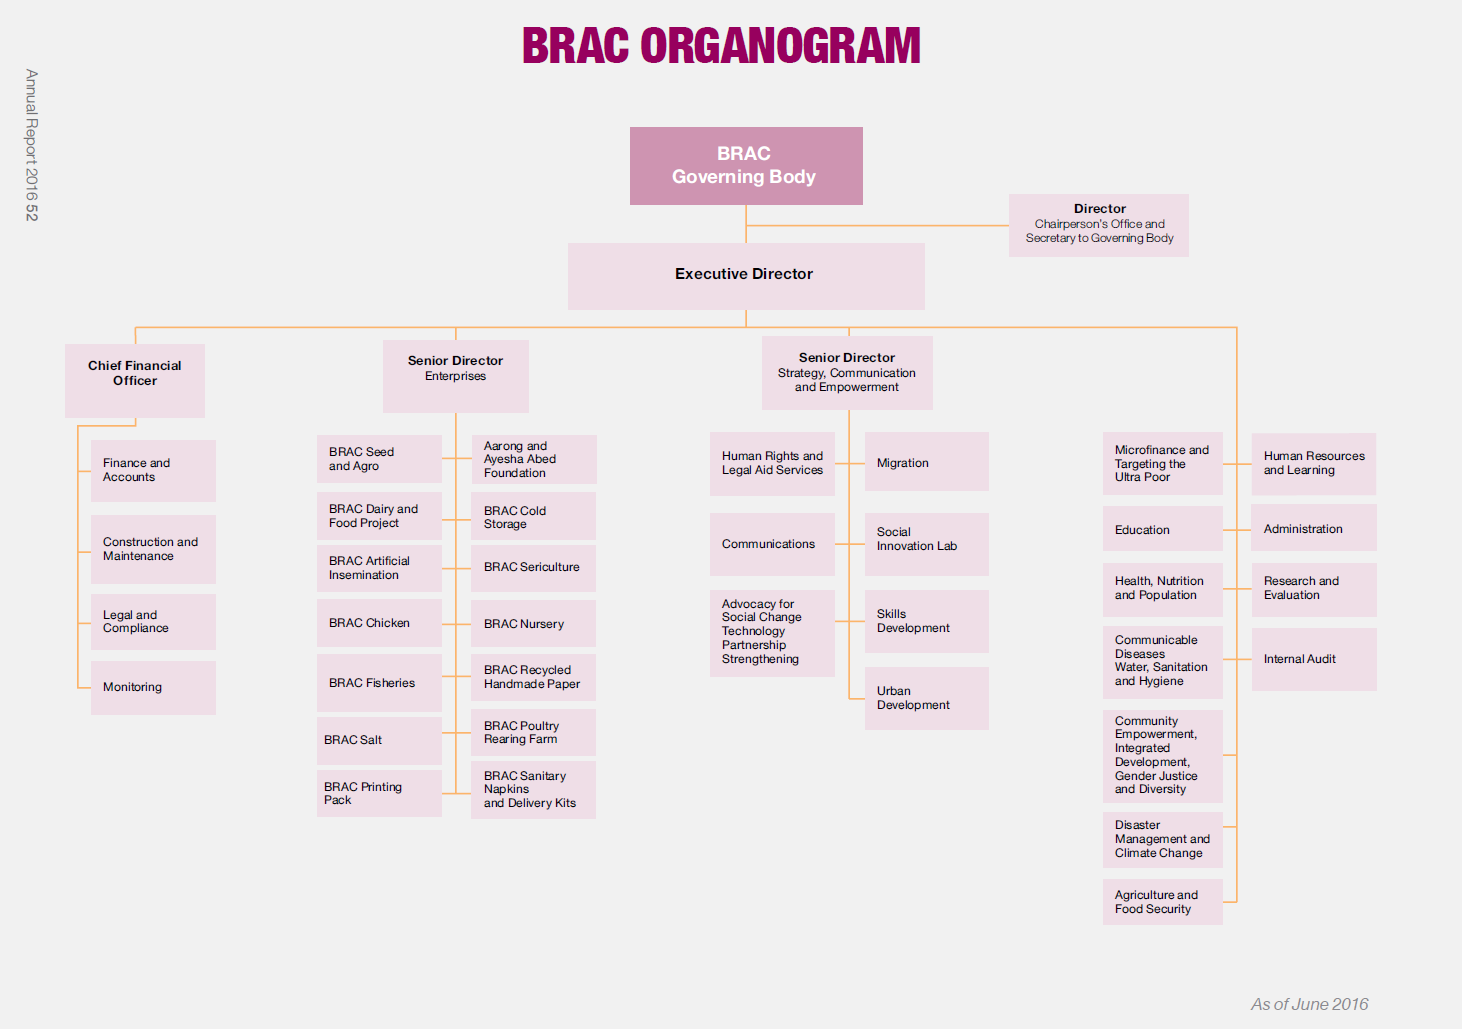 BRAC ORGANOGRAM
Annual Report 2016 52
BRAC
Governing Body
Director
Chairperson's Office and
Secretary to Governing Body
Executive Director
Chief Financial
Officer
Finance and
Accounts
Construction and
Maintenance
Legal and
Compliance
Monitoring
Senior Director
Enterprises
BRAC Seed
and Agro
Aarong and
Ayesha Abed
Foundation
BRAC Dairy and
Food Project
BRAC Cold
Storage
BRAC Artificial
Insemination
BRAC Sericulture
BRAC Chicken
BRAC Nursery
BRAC Fisheries
BRAC Recycled
Handmade Paper
BRAC Salt
BRAC Poultry
Rearing Farm
BRAC Printing
Pack
BRAC Sanitary
Napkins
and Delivery Kits
Senior Director
Strategy, Communication
and Empowerment
Human Rights and
Legal Aid Services
Migration
Communications
Social
Innovation Lab
Advocacy for
Social Change
Technology
Partnership
Strengthening
Skills
Development
Urban
Development
Microfinance and
Targeting the
Ultra Poor
Human Resources
and Learning
Education
Administration
Health, Nutrition
and Population
Research and
Evaluation
Communicable
Diseases
Water, Sanitation
and Hygiene
Internal Audit
Community
Empowerment,
Integrated
Development,
Gender Justice
and Diversity
Disaster
Management and
Climate Change
Agriculture and
Food Security
As of June 2016